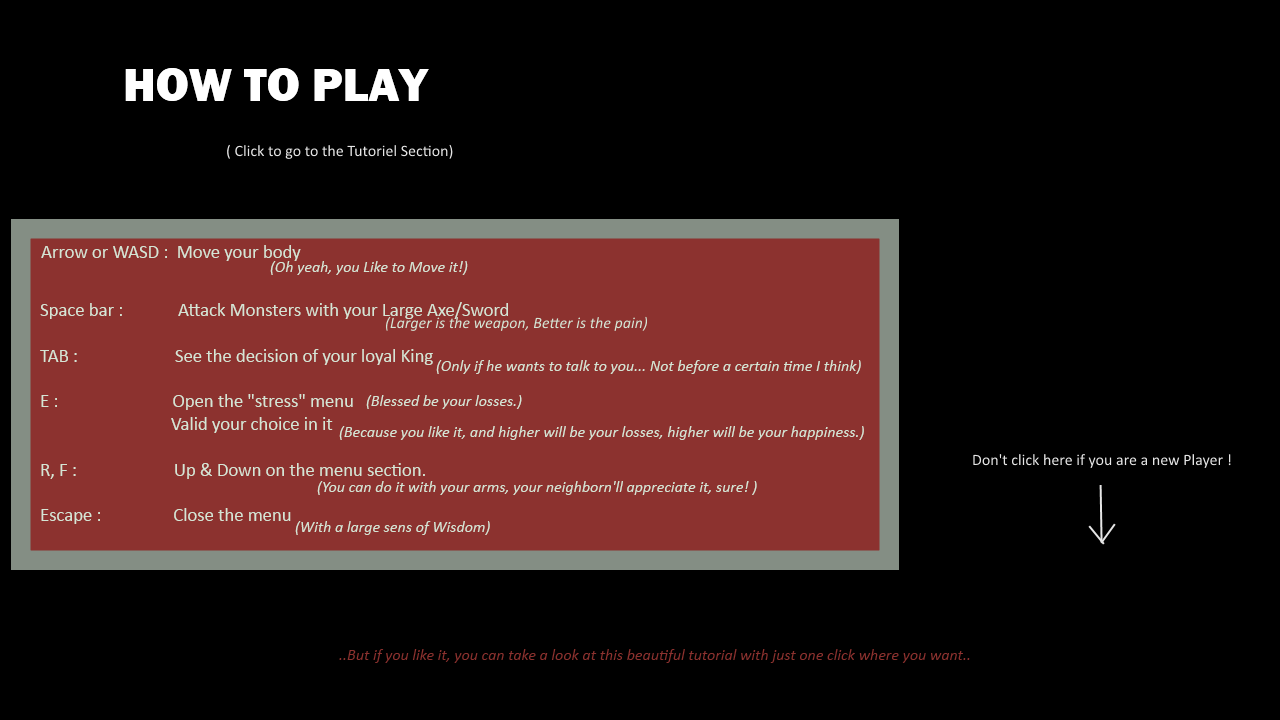 HOW TO PLAY
( Click to go to the Tutoriel Section)
Arrow or WASD : Move your body
(Oh yeah, you Like to Move it!)
Space bar : Attack Monsters with your Large Axe/Sword
(Larger is the weapon, Better is the pain)
TAB : See the decision of your loyal King
(Only if he wants to talk to you... Not before a certain time I think)
E : Open the "stress" menu (Blessed be your losses.)
Valid your choice in it
(Because you like it, and higher will be your losses, higher will be your happiness.)
R, F : Up & Down on the menu section.
(You can do it with your arms, your neighborn'll appreciate it, sure! )
Escape : Close the menu
(With a large sens of Wisdom)
Don't click here if you are a new Player !
..But if you like it, you can take a look at this beautiful tutorial with just one click where you want..